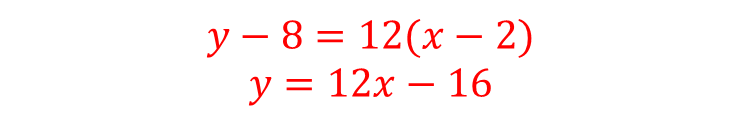 y − 8 = 12(x − 2)
y = 12x − 16